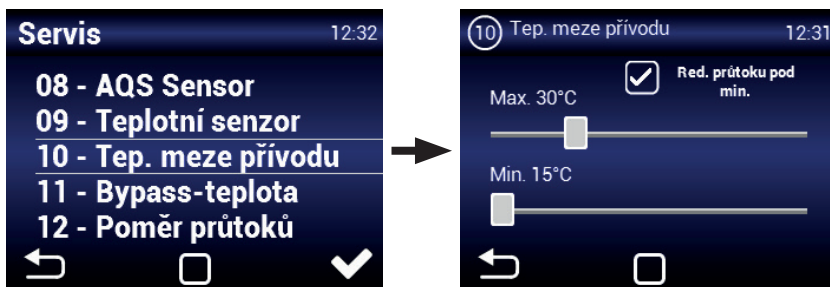 Servis 12:32
08 - AQS Sensor
09 - Teplotní senzor
10 - Tep. meze přívodu
11 - Bypass-teplota
12 - Poměr průtoků
10 Tep. meze přívodu 12:31
Red. průtoku pod
min.
Max. 30°C
Min. 15°C